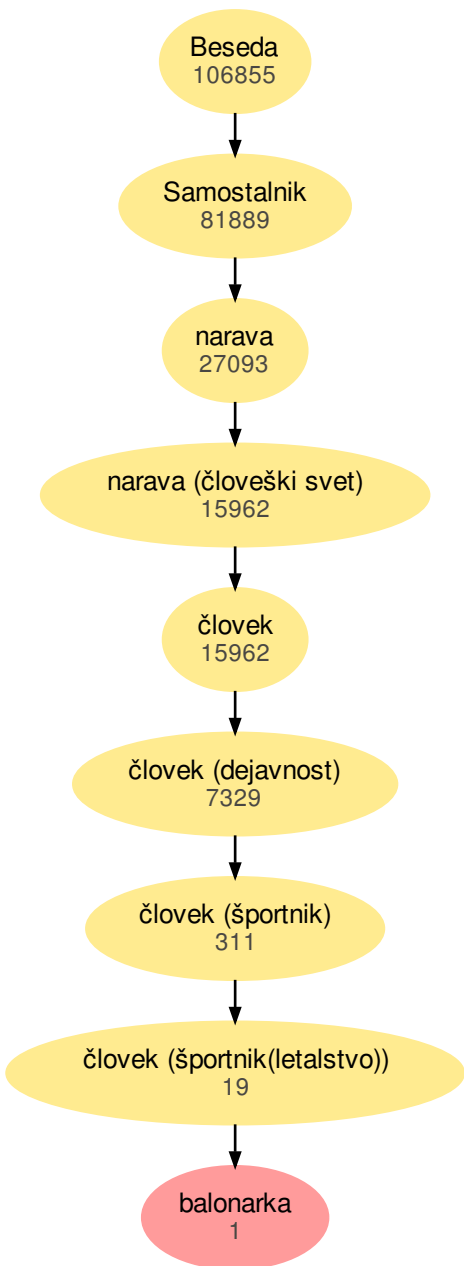 Beseda
106855
Samostalnik
81889
narava
27093
narava (človeški svet)
15962
človek
15962
človek (dejavnost)
7329
človek (športnik)
311
človek (športnik(letalstvo))
19
balonarka
1